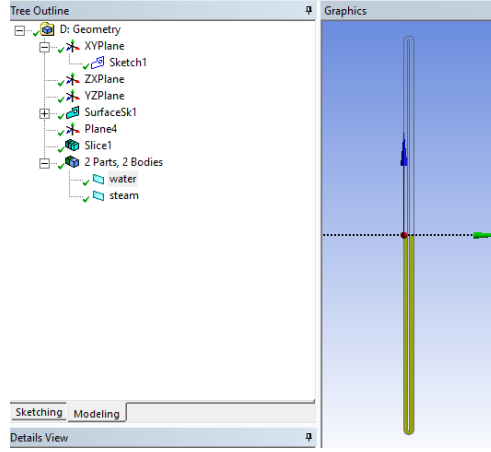 Tree Outline
Graphics
D: Geometry
XYPlane
Sketch1
ZXPlane
YZPlane
SurfaceSk1
Plane4
Slice1
2 Parts, 2 Bodies
water
steam
Sketching Modeling
Details View